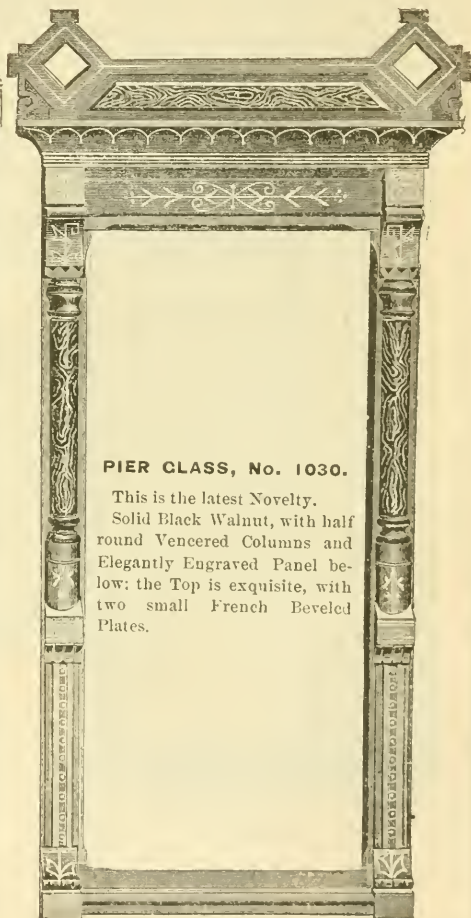 PIER GLASS, No. 1030.
This is the latest Novelty.
Solid Black Walnut, with half
round Veneered Columns and
Elegantly Engraved Panel be-
low; the Top is exquisite, with
two small French Beveled
Plates.